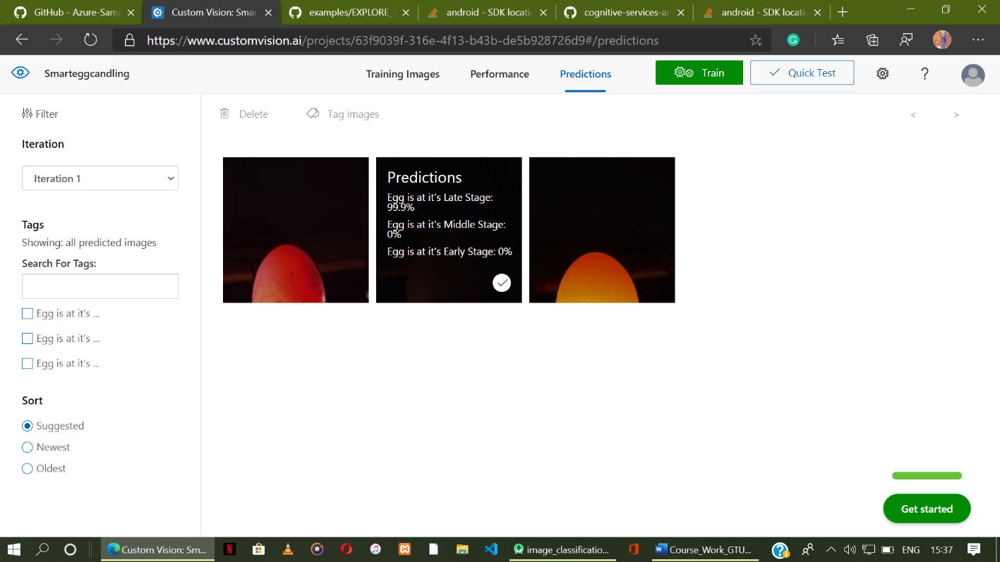 GitHub - Azure-Samp
Custom Vision: Smar
examples/EXPLORE_
android - SDK locatio
cognitive-services-an
android - SDK locatio
https://www.customvision.ai/projects/63f9039f-316e-4f13-b43b-de5b928726d9#/predictions
Smarteggcandling
Training Images
Performance
Predictions
Train
Quick Test
?
Filter
Delete
Tag images
<
>
Iteration
Iteration 1
Tags
Showing: all predicted images
Search For Tags:
Egg is at it's ...
Egg is at it's ...
Egg is at it's ...
Sort
Suggested
Newest
Oldest
Predictions
Egg is at it's Late Stage:
99.9%
Egg is at it's Middle Stage:
0%
Egg is at it's Early Stage: 0%
Get started
Custom Vision: Sm...
image_classificatio...
Course_Work_GTU...
ENG
15:37